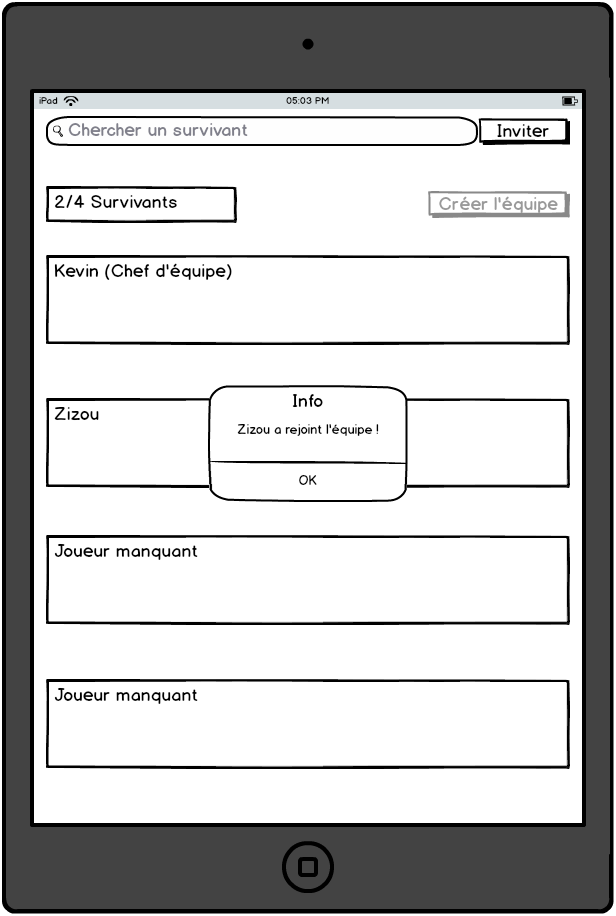 iPad 05:03 PM
Chercher un survivant Inviter
2/4 Survivants Créer l'équipe
Kevin (Chef d'équipe)
Zizou
Info
Zizou a rejoint l'équipe !
OK
Joueur manquant
Joueur manquant